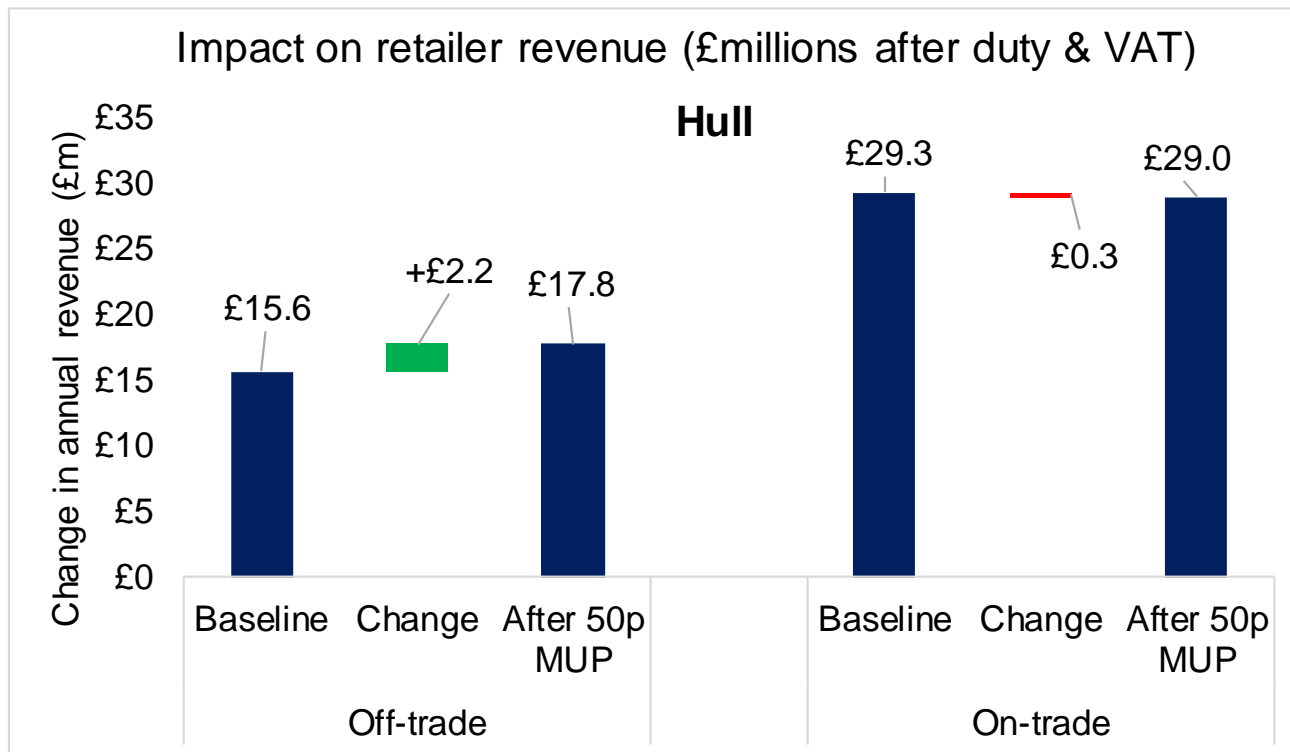 Impact on retailer revenue (£millions after duty & VAT)
Hull
Change in annual revenue (£m)
£35
£30
£25
£20
£15
£10
£5
£0
£15.6
+£2.2
£17.8
£29.3
£0.3
£29.0
Baseline
Change
After 50p
MUP
Baseline
Change
After 50p
MUP
Off-trade
On-trade